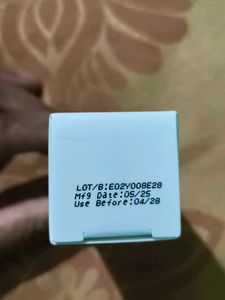 LOT/B:E02Y008E28
Mfg Date:05/25
Use Before:04/28